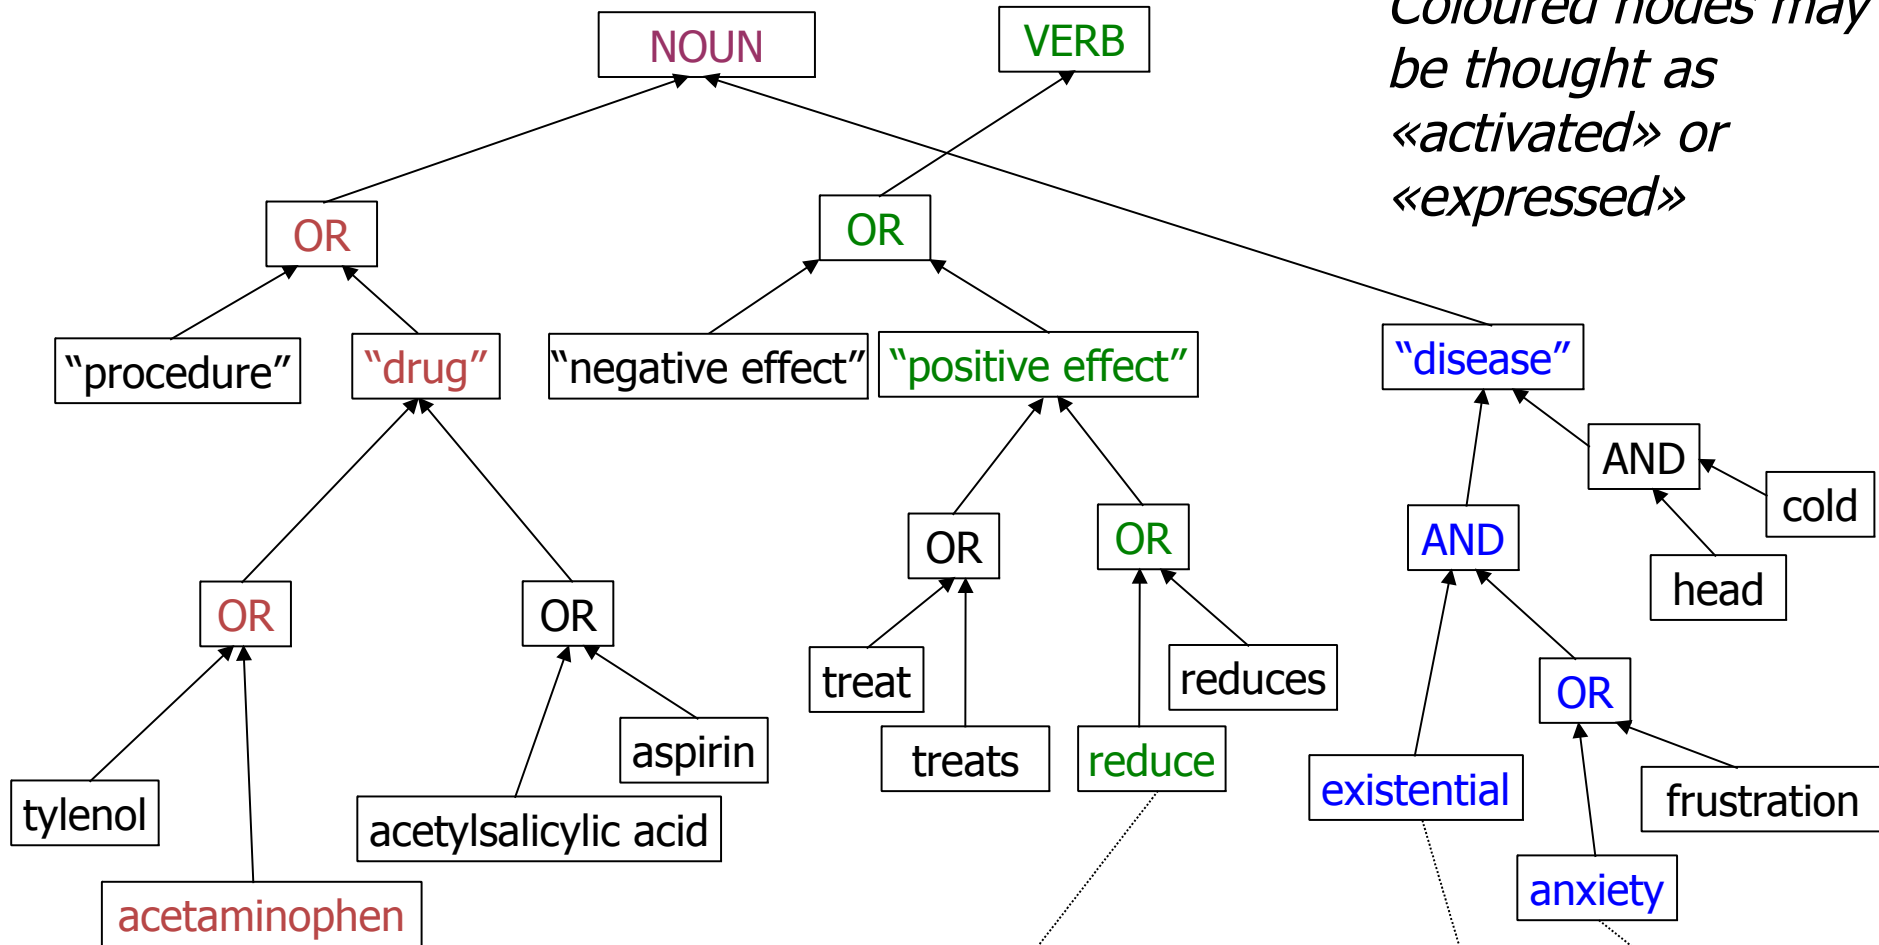 Coloured nodes may
be thought as
«activated» or
«expressed»
NOUN
VERB
OR
OR
“procedure”
“drug”
“negative effect”
“positive effect”
“disease”
AND
cold
OR
OR
AND
head
OR
OR
treat
reduces
OR
treats
reduce
aspirin
existential
frustration
tylenol
acetylsalicylic acid
anxiety
acetaminophen